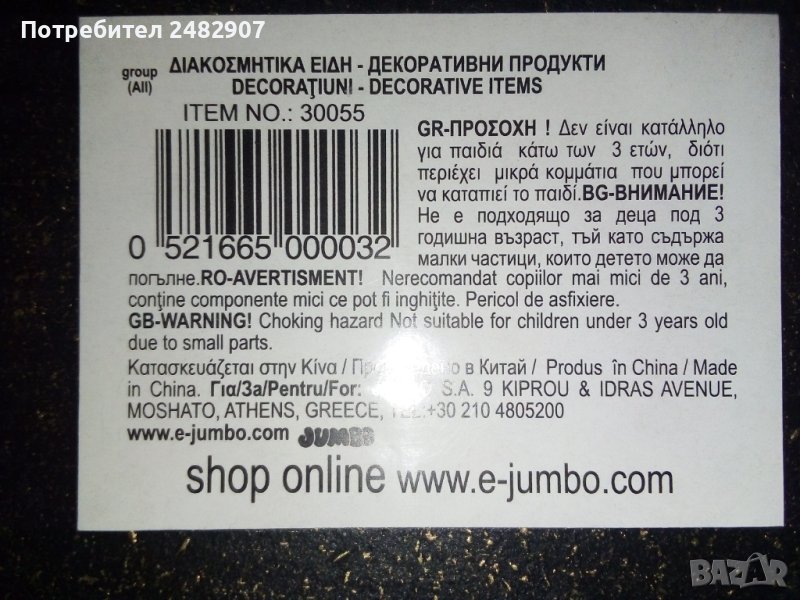 Потребител 2482907
group
(All)
ΔΙΑΚΟΣΜΗΤΙΚΑ ΕΙΔΗ - ДЕКОРАТИВНИ ПРОДУКТИ
DECORAŢIUNI - DECORATIVE ITEMS
ITEM NO.: 30055
0 521665 000032
GR-ΠΡΟΣΟΧΗ ! Δεν είναι κατάλληλο
για παιδιά κάτω των 3 ετών, διότι
περιέχει μικρά κομμάτια που μπορεί
να καταπιεί το παιδί.BG-ВНИМАНИЕ!
Не е подходящо за деца под 3
годишна възраст, тъй като съдържа
малки частици, които детето може да
погълне.RO-AVERTISMENT! Nerecomandat copiilor mai mici de 3 ani,
conţine componente mici ce pot fi inghiţite. Pericol de asfixiere.
GB-WARNING! Choking hazard Not suitable for children under 3 years old
due to small parts.
Κατασκευάζεται στην Κίνα / в Китай / Produs în China / Made
in China. Για/За/Pentru/For: S.A. 9 KIPROU & IDRAS AVENUE,
MOSHATO, ATHENS, GREECE, TEL:+30 210 4805200
www.e-jumbo.com JUMBO
shop online www.e-jumbo.com
BAZAR